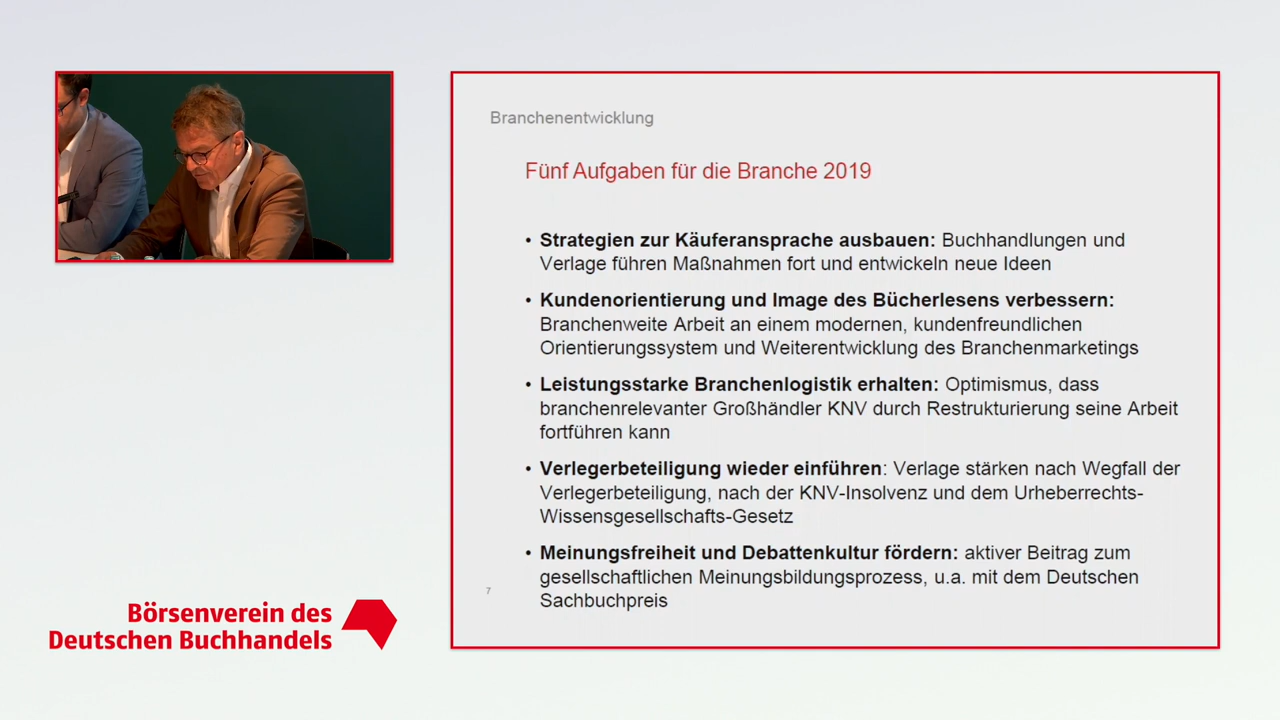 Branchenentwicklung
Fünf Aufgaben für die Branche 2019
• Strategien zur Käuferansprache ausbauen: Buchhandlungen und
Verlage führen Maßnahmen fort und entwickeln neue Ideen
• Kundenorientierung und Image des Bücherlesens verbessern:
Branchenweite Arbeit an einem modernen, kundenfreundlichen
Orientierungssystem und Weiterentwicklung des Branchenmarketings
• Leistungsstarke Branchenlogistik erhalten: Optimismus, dass
branchenrelevanter Großhändler KNV durch Restrukturierung seine Arbeit
fortführen kann
• Verlegerbeteiligung wieder einführen: Verlage stärken nach Wegfall der
Verlegerbeteiligung, nach der KNV-Insolvenz und dem Urheberrechts-
Wissensgesellschafts-Gesetz
• Meinungsfreiheit und Debattenkultur fördern: aktiver Beitrag zum
gesellschaftlichen Meinungsbildungsprozess, u.a. mit dem Deutschen
Sachbuchpreis
7
Börsenverein des
Deutschen Buchhandels